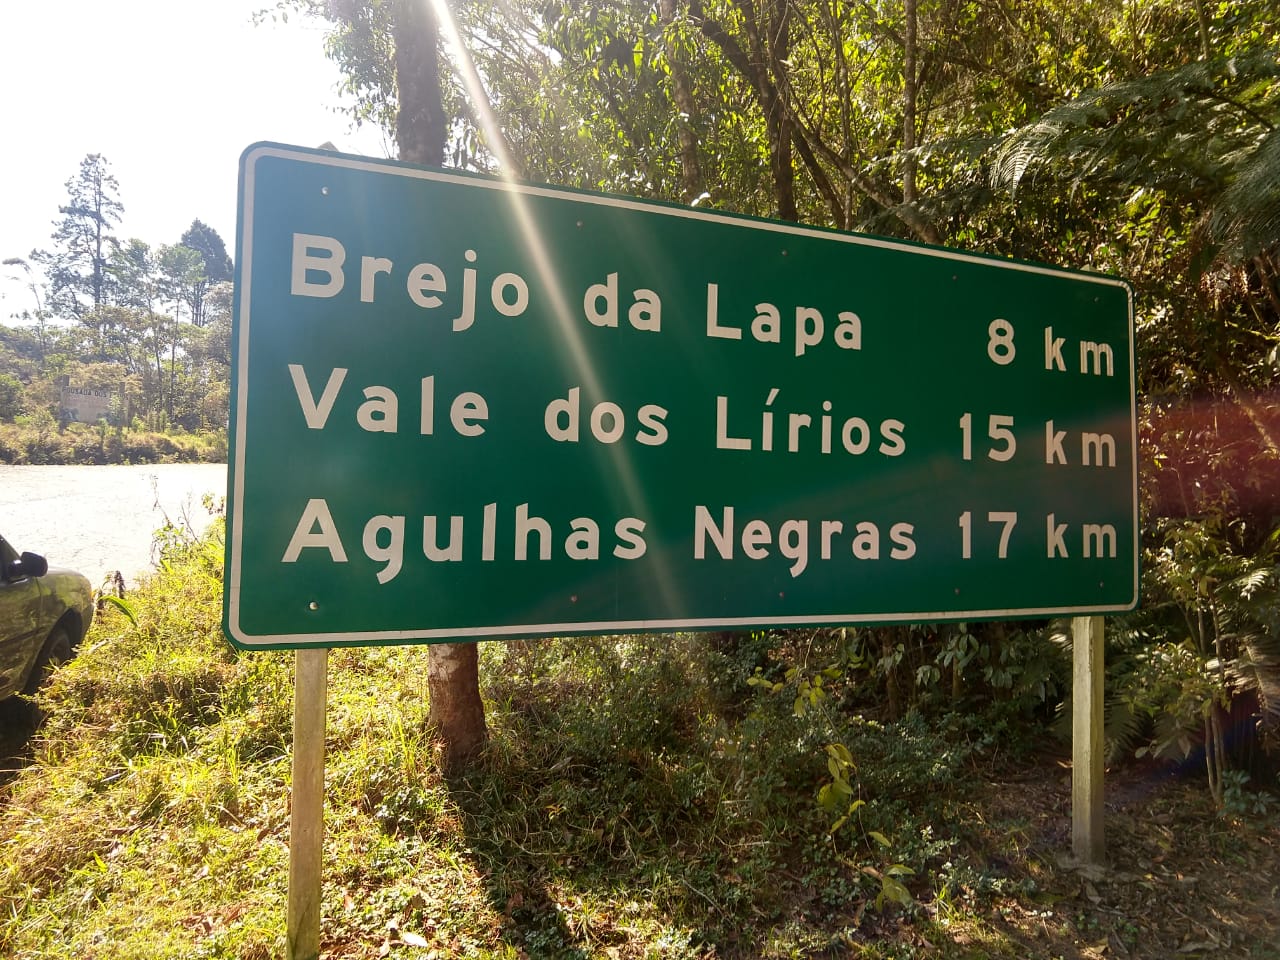 Brejo da Lapa 8 km
Vale dos Lírios 15 km
Agulhas Negras 17 km